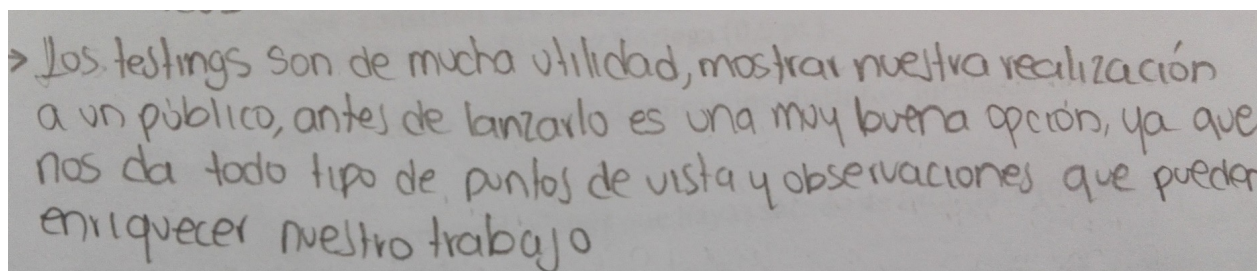 → Los testings son de mucha utilidad, mostrar nuestra realización
a un público, antes de lanzarlo es una muy buena opción, ya que
nos da todo tipo de puntos de vista y observaciones que pueden
enriquecer nuestro trabajo